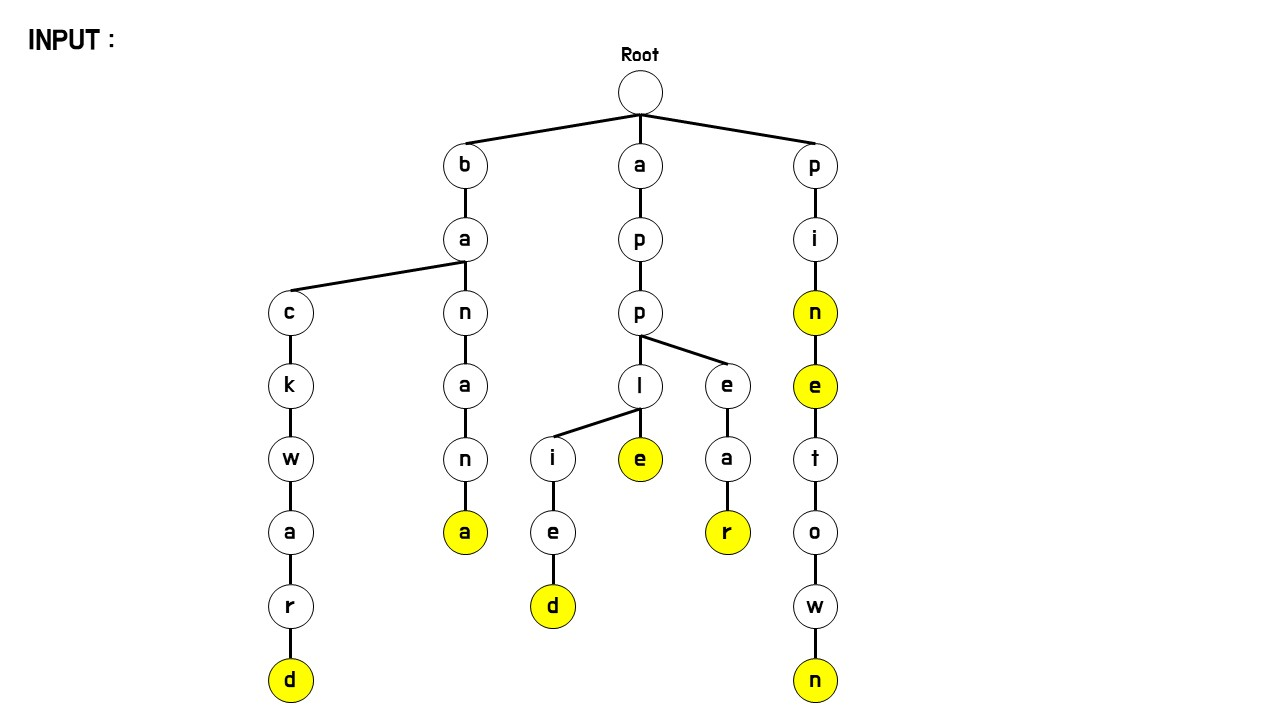 INPUT :
Root
b a p
a p i
c n p n
k a l e e
w n i e a t
a a e r o
r d w
d n